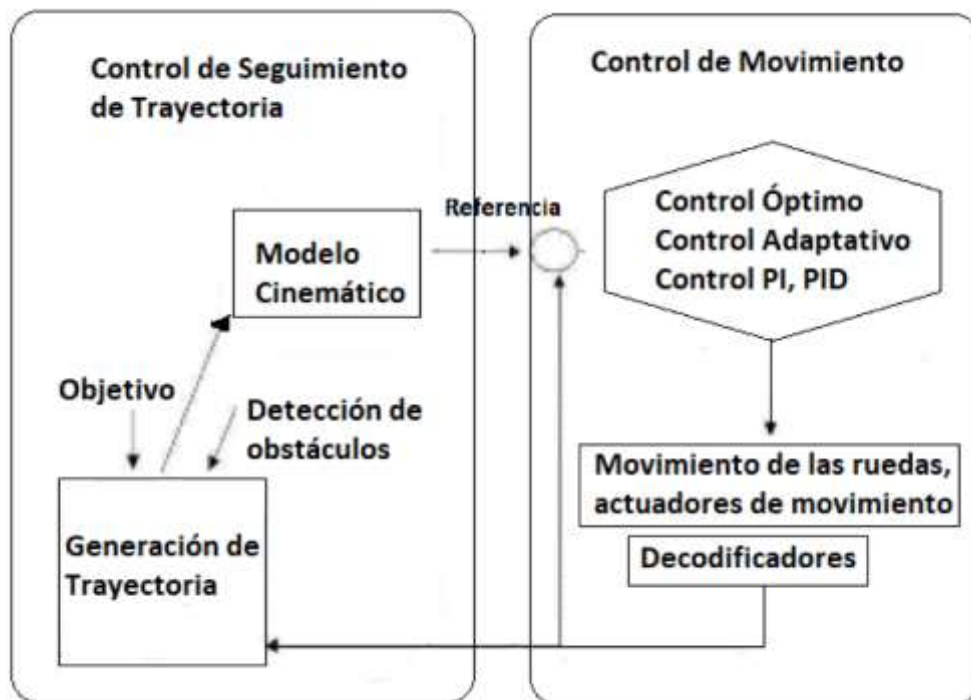 Control de Seguimiento
de Trayectoria
Control de Movimiento
Referencia
Modelo
Cinemático
Control Óptimo
Control Adaptativo
Control PI, PID
Objetivo
Detección de
obstáculos
Generación de
Trayectoria
Movimiento de las ruedas,
actuadores de movimiento
Decodificadores